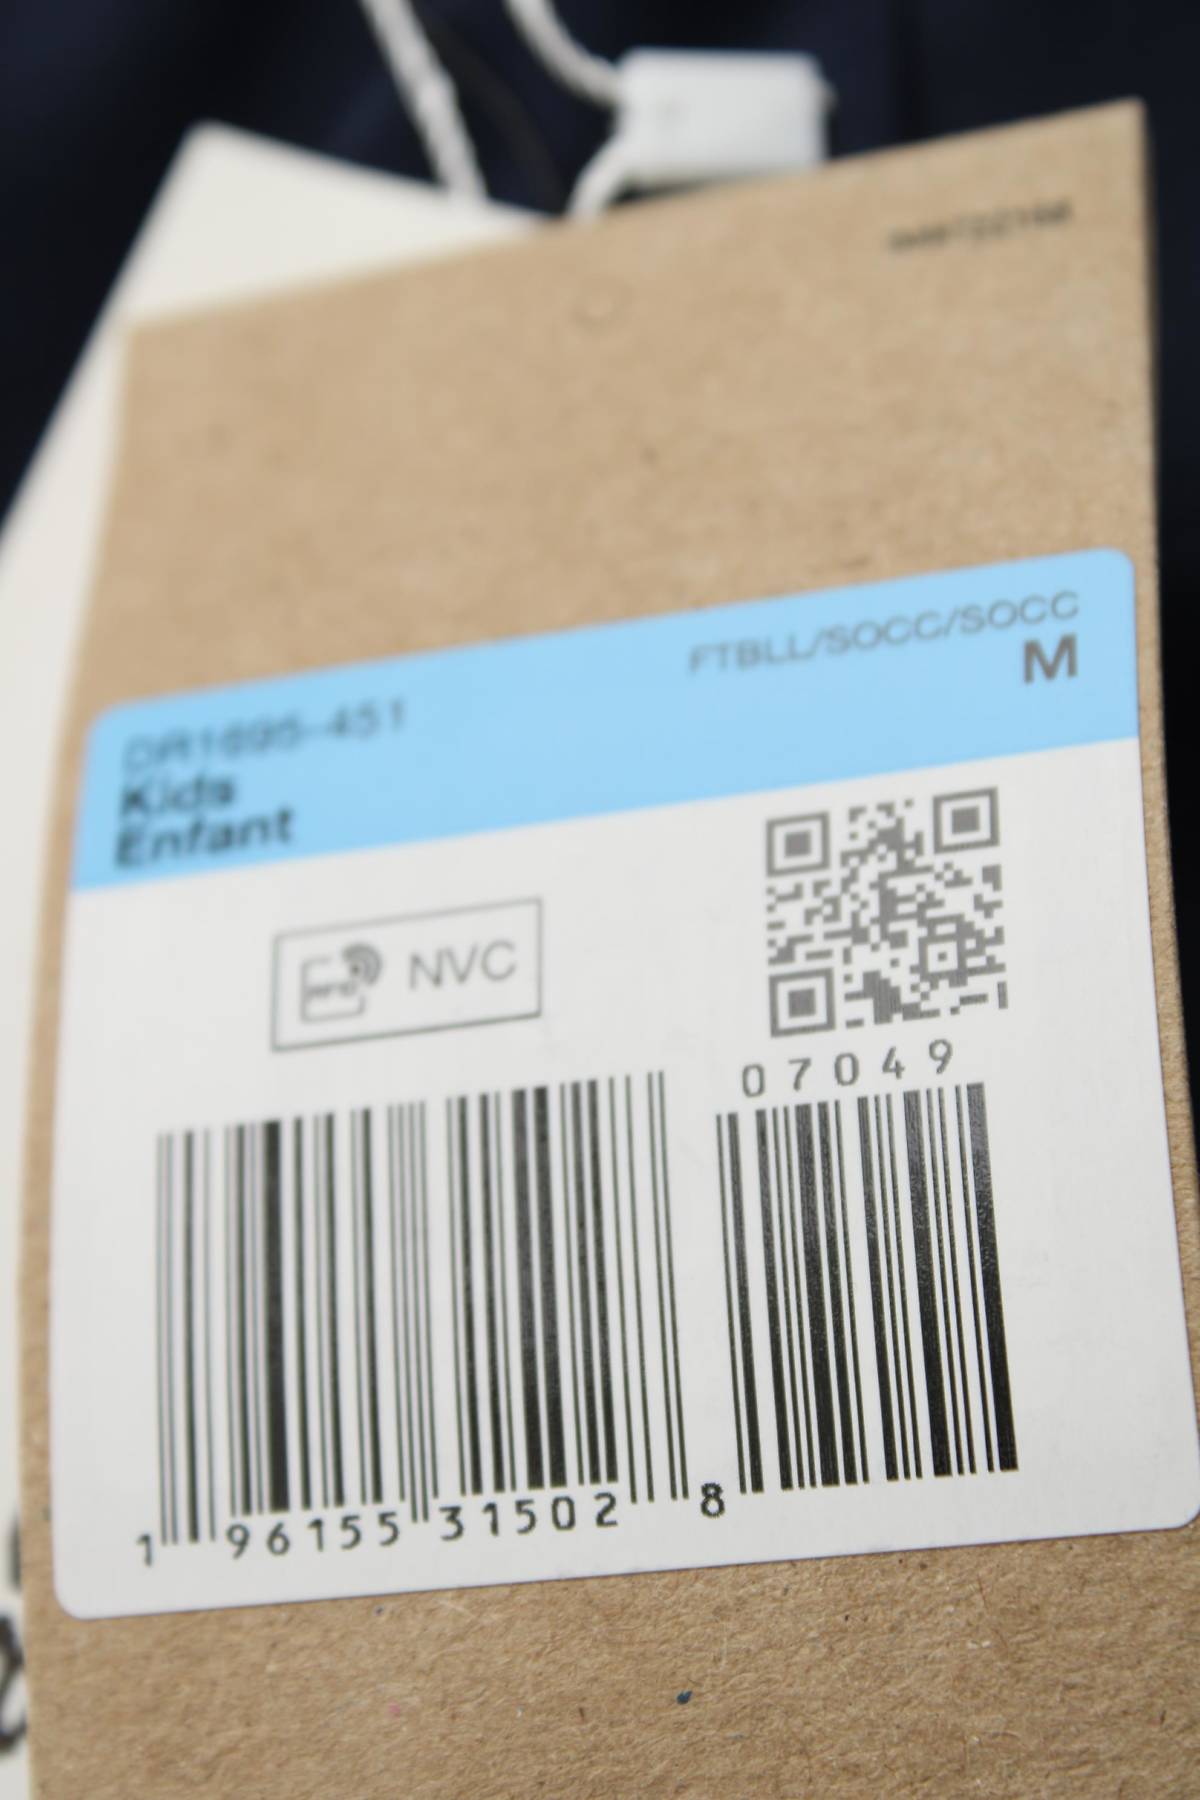 FTBLL/SOCC/SOCC
M
DR1695-451
Kids
Enfant
NVC
07049
1 96155 31502 8